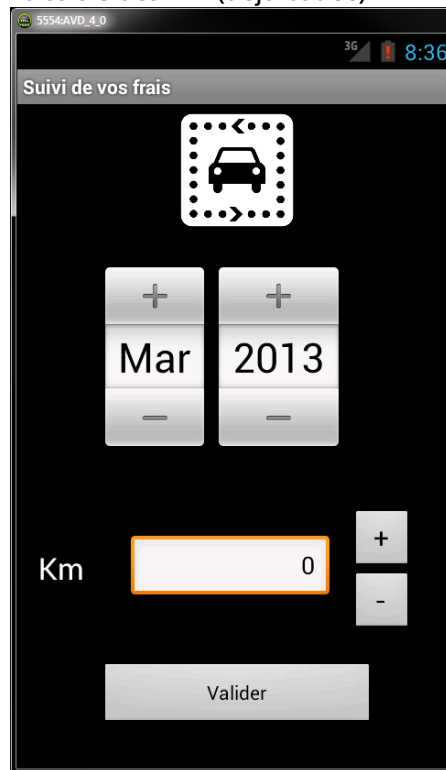 5554:AVD_4_0
3G 8:36
Suivi de vos frais
+ +
Mar 2013
— —
Km 0 +
-
Valider